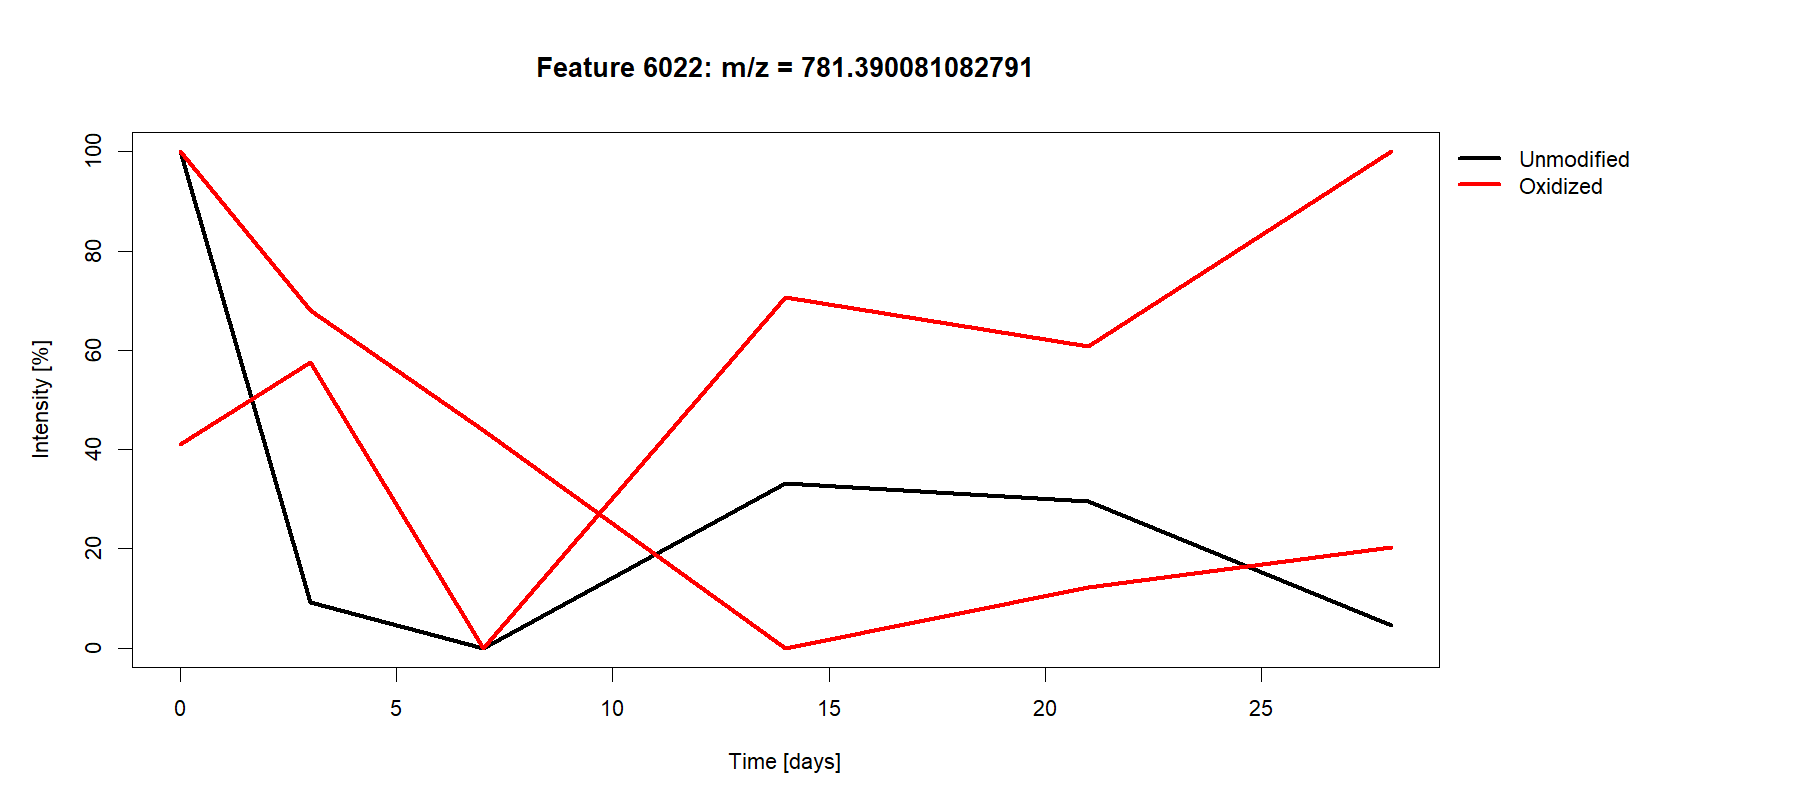 Feature 6022: m/z = 781.390081082791
Unmodified
Oxidized
Intensity [%]
100
80
60
40
20
0
0 5 10 15 20 25
Time [days]